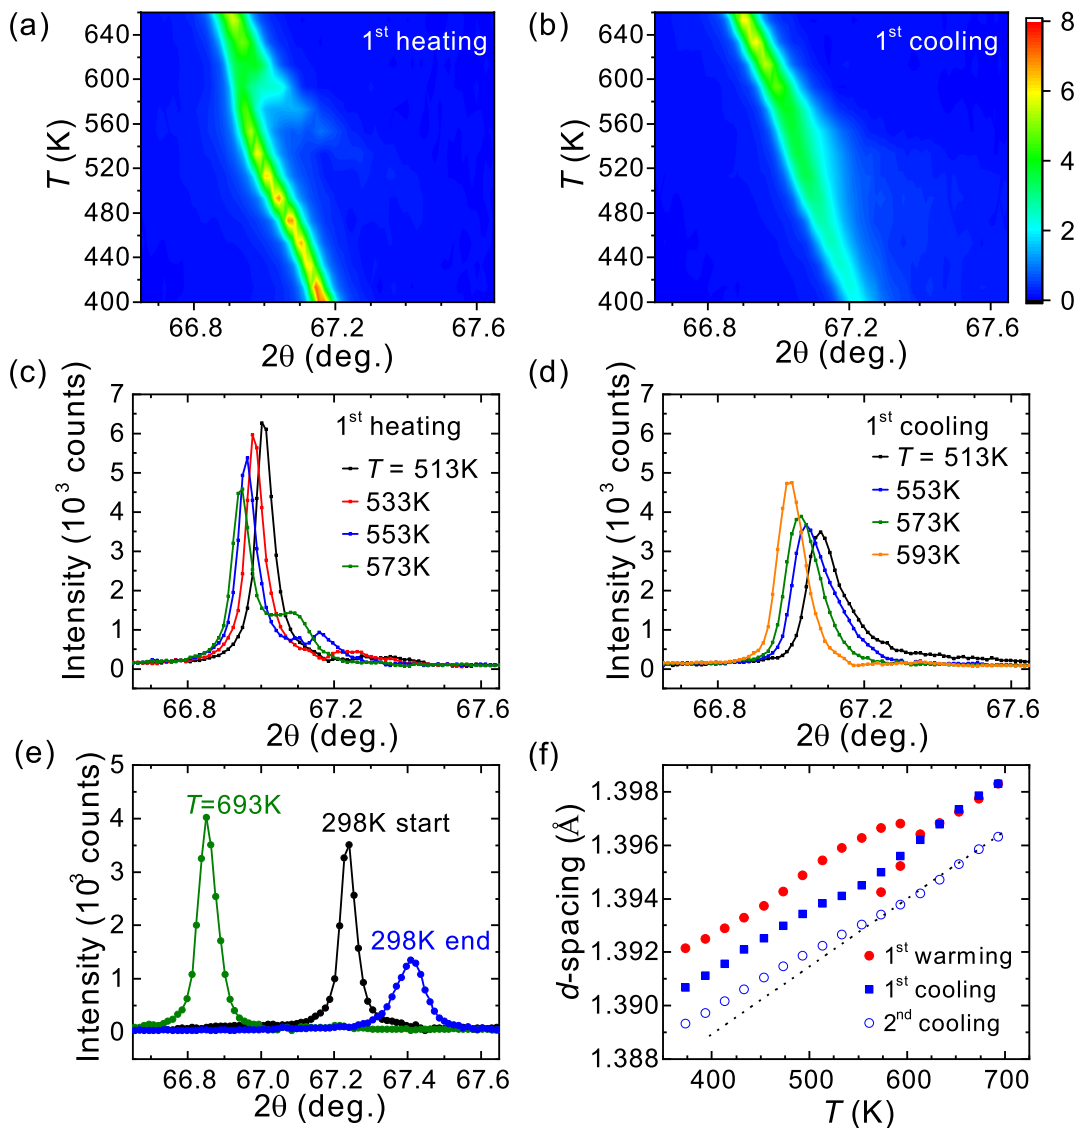 (a)
1st heating
640
600
560
520
480
440
400
T (K)
66.8
67.2
67.6
2θ (deg.)
(b)
1st cooling
640
600
560
520
480
440
400
T (K)
66.8
67.2
67.6
2θ (deg.)
8
6
4
2
0
(c)
7
6
5
4
3
2
1
0
Intensity (10³ counts)
1st heating
T = 513K
533K
553K
573K
66.8
67.2
67.6
2θ (deg.)
(d)
7
6
5
4
3
2
1
0
Intensity (10³ counts)
1st cooling
T = 513K
553K
573K
593K
66.8
67.2
67.6
2θ (deg.)
(e)
5
4
3
2
1
0
Intensity (10³ counts)
T=693K
298K start
298K end
66.8
67.0
67.2
67.4
67.6
2θ (deg.)
(f)
1.398
1.396
1.394
1.392
1.390
1.388
d-spacing (Å)
1st warming
1st cooling
2nd cooling
400
500
600
700
T (K)